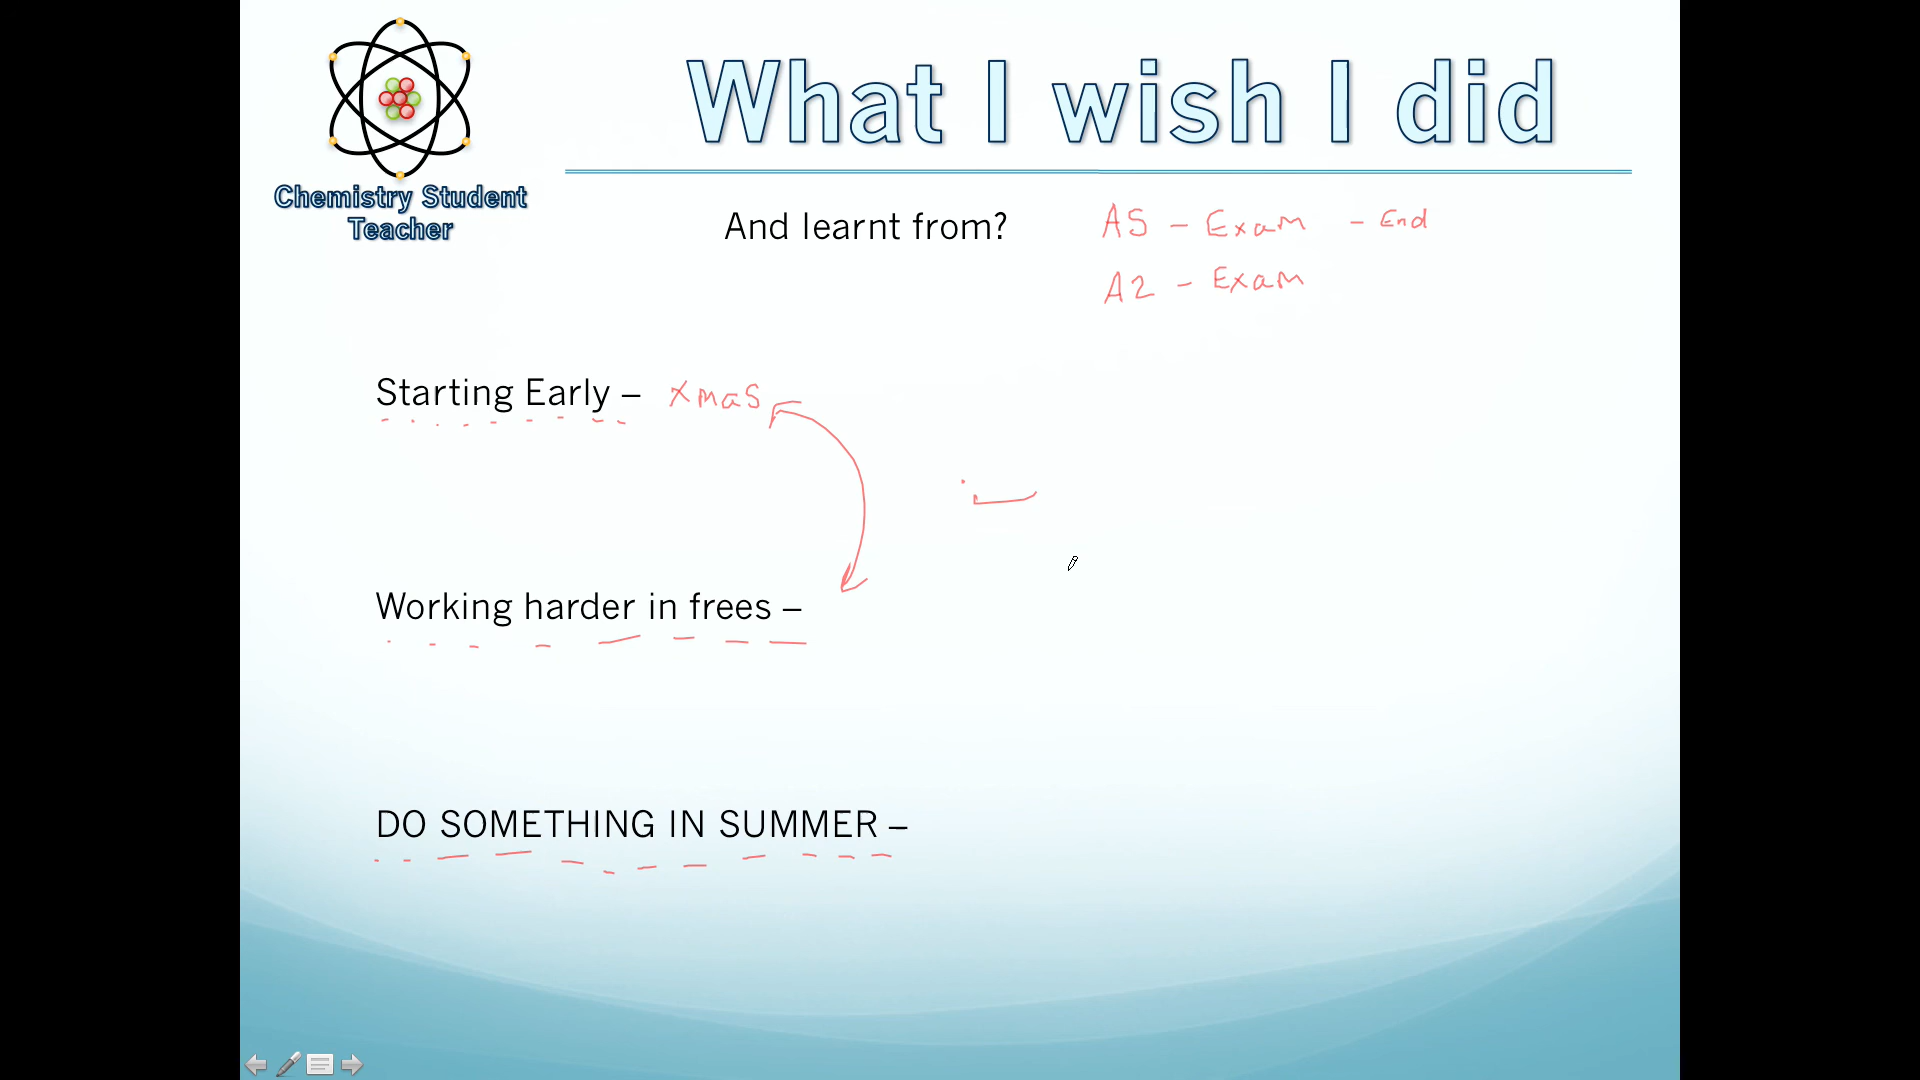 What I wish I did
Chemistry Student
Teacher
And learnt from?
AS - Exam - End
A2 - Exam
Starting Early – xmas
Working harder in frees –
DO SOMETHING IN SUMMER –